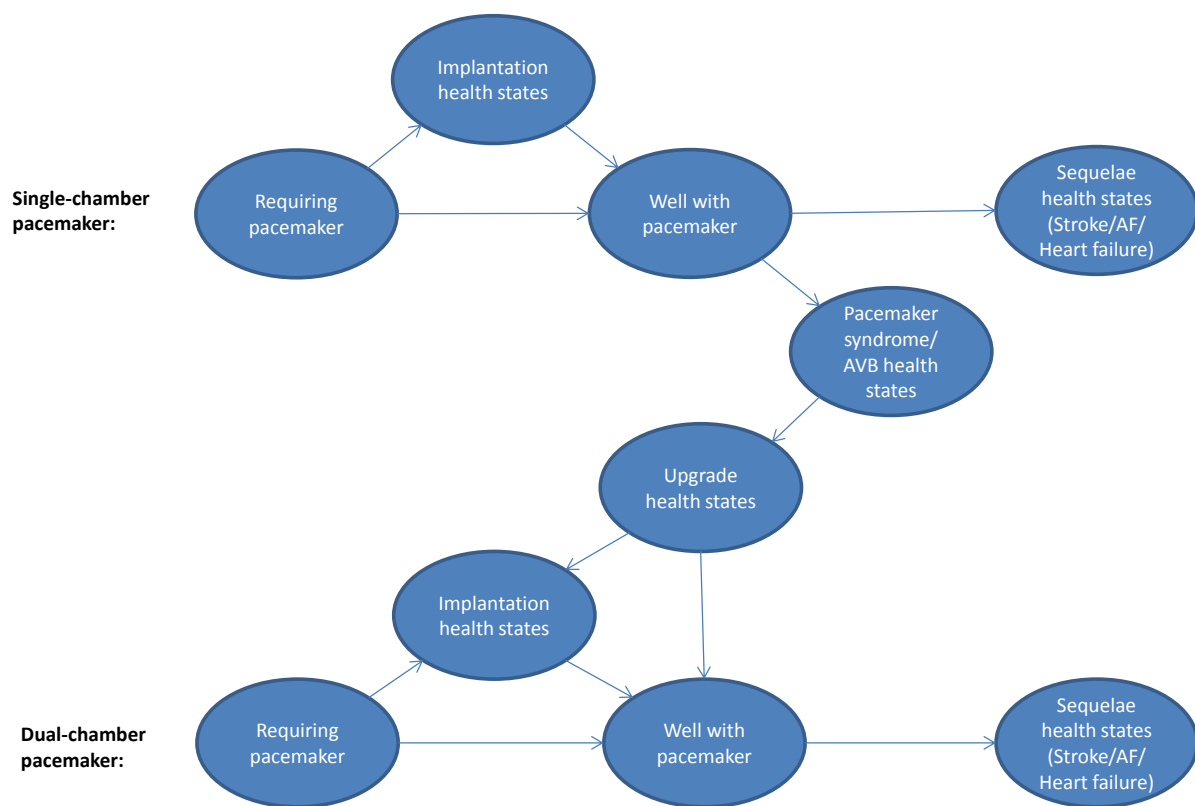 Implantation
health states
Single-chamber
pacemaker:
Requiring
pacemaker
Well with
pacemaker
Sequelae
health states
(Stroke/AF/
Heart failure)
Pacemaker
syndrome/
AVB health
states
Upgrade
health states
Implantation
health states
Dual-chamber
pacemaker:
Requiring
pacemaker
Well with
pacemaker
Sequelae
health states
(Stroke/AF/
Heart failure)